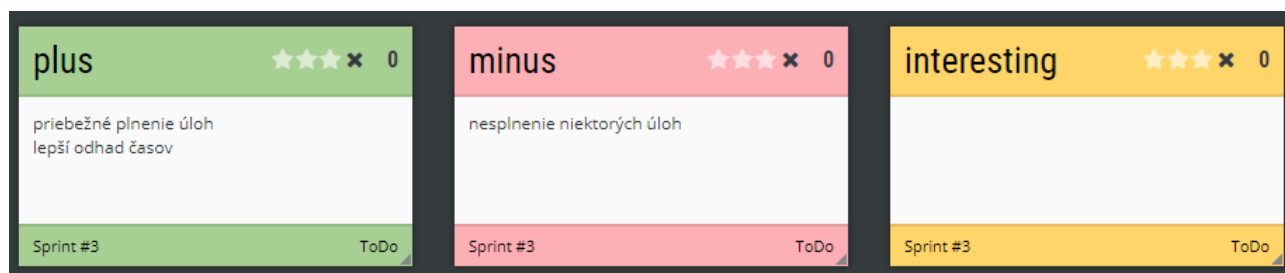 plus 0
priebežné plnenie úloh
lepší odhad časov
Sprint #3 ToDo
minus 0
nesplnenie niektorých úloh
Sprint #3 ToDo
interesting 0
Sprint #3 ToDo